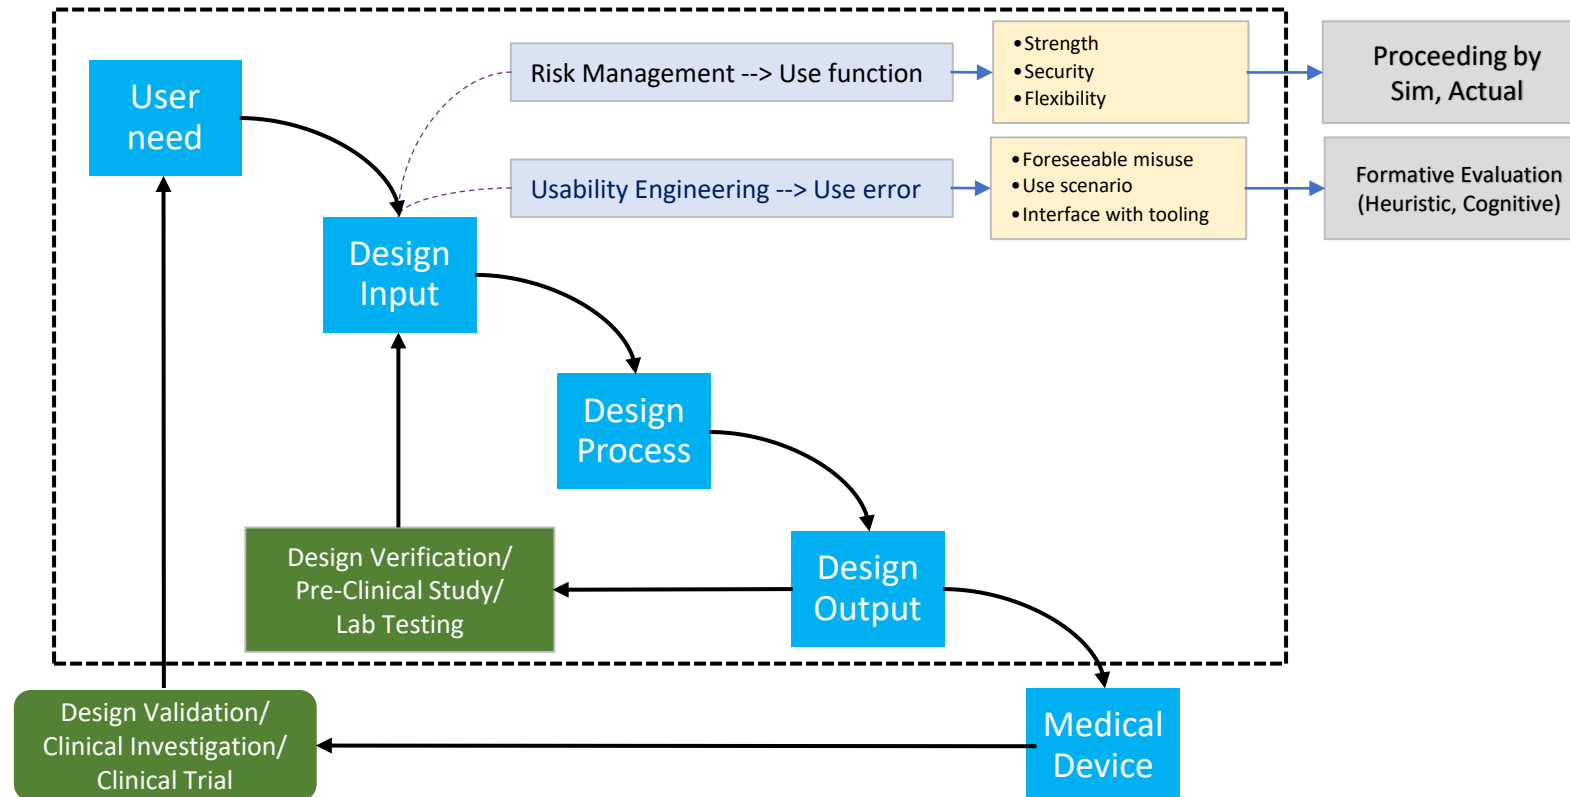 User
need
Risk Management --> Use function
•Strength
•Security
•Flexibility
Proceeding by
Sim, Actual
Usability Engineering --> Use error
•Foreseeable misuse
•Use scenario
•Interface with tooling
Formative Evaluation
(Heuristic, Cognitive)
Design
Input
Design
Process
Design Verification/
Pre-Clinical Study/
Lab Testing
Design
Output
Design Validation/
Clinical Investigation/
Clinical Trial
Medical
Device